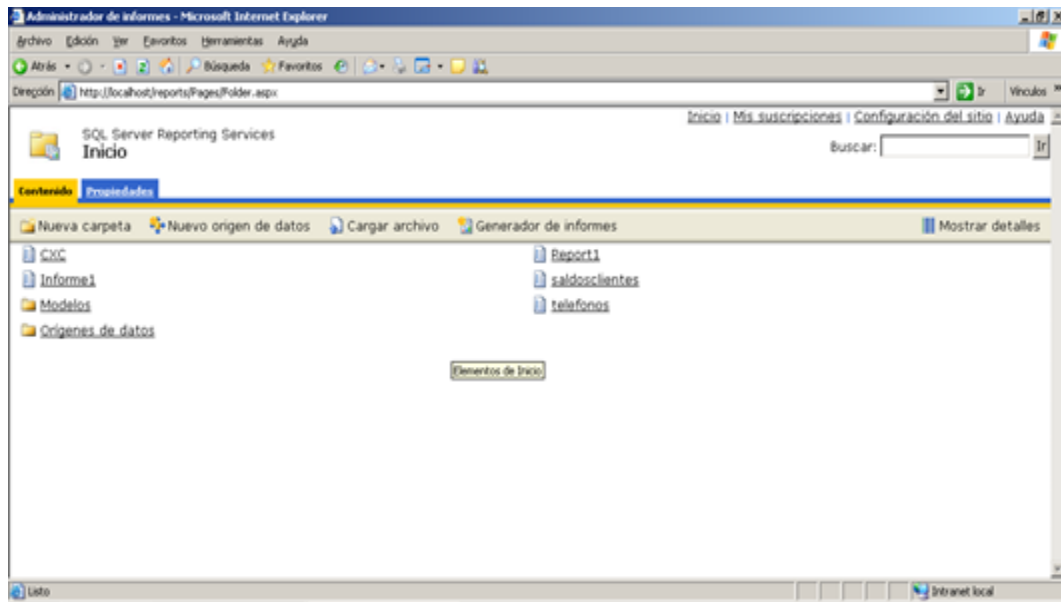 Administrador de informes - Microsoft Internet Explorer
Archivo Edición Ver Favoritos Herramientas Ayuda
Atrás Búsqueda Favoritos
Dirección http://localhost/reports/Pages/Folder.aspx Ir Vínculos »
Inicio | Mis suscripciones | Configuración del sitio | Ayuda
SQL Server Reporting Services
Inicio
Buscar: Ir
Contenido Propiedades
Nueva carpeta Nuevo origen de datos Cargar archivo Generador de informes Mostrar detalles
CXC Report1
Informe1 saldosclientes
Modelos telefonos
Orígenes de datos
Elementos de Inicio
Listo Intranet local